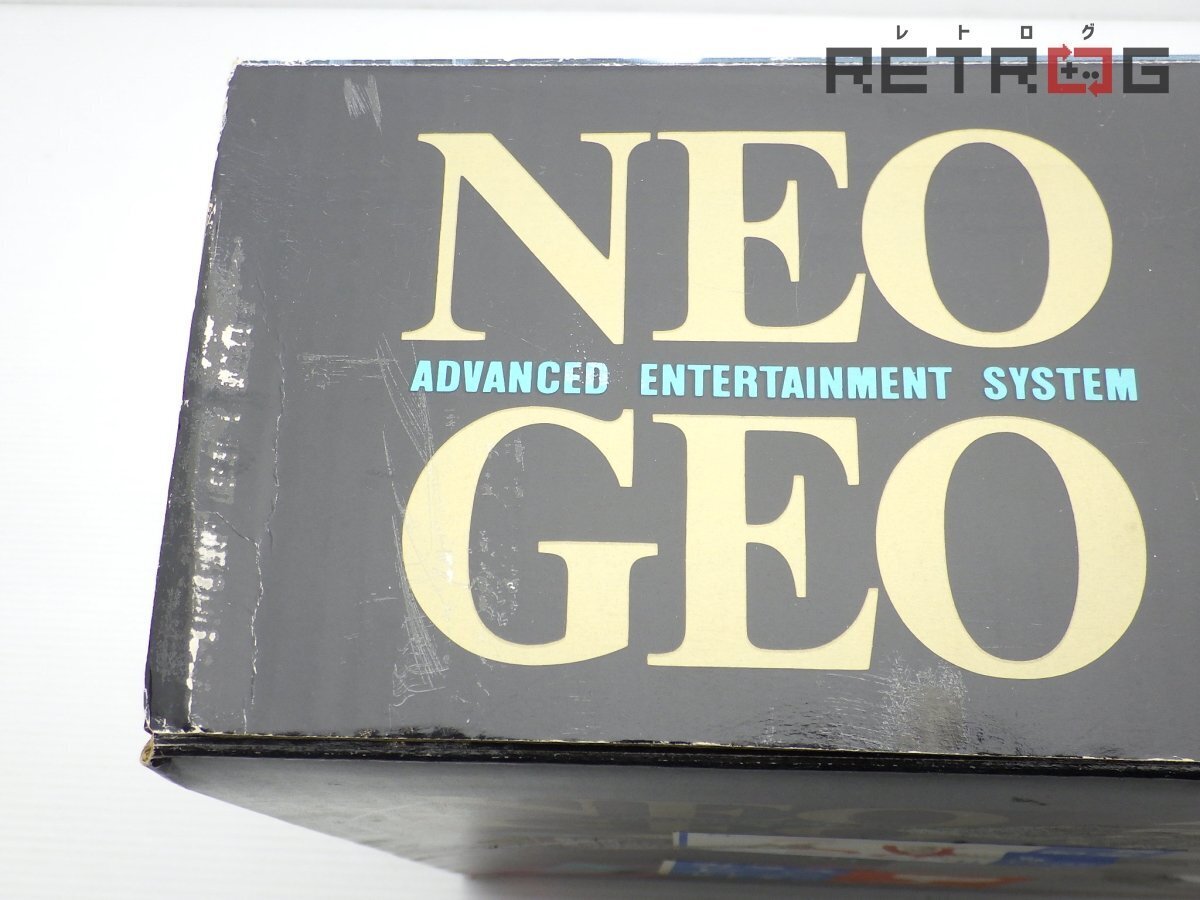 レトログ
RETROG
NEO
ADVANCED ENTERTAINMENT SYSTEM
GEO